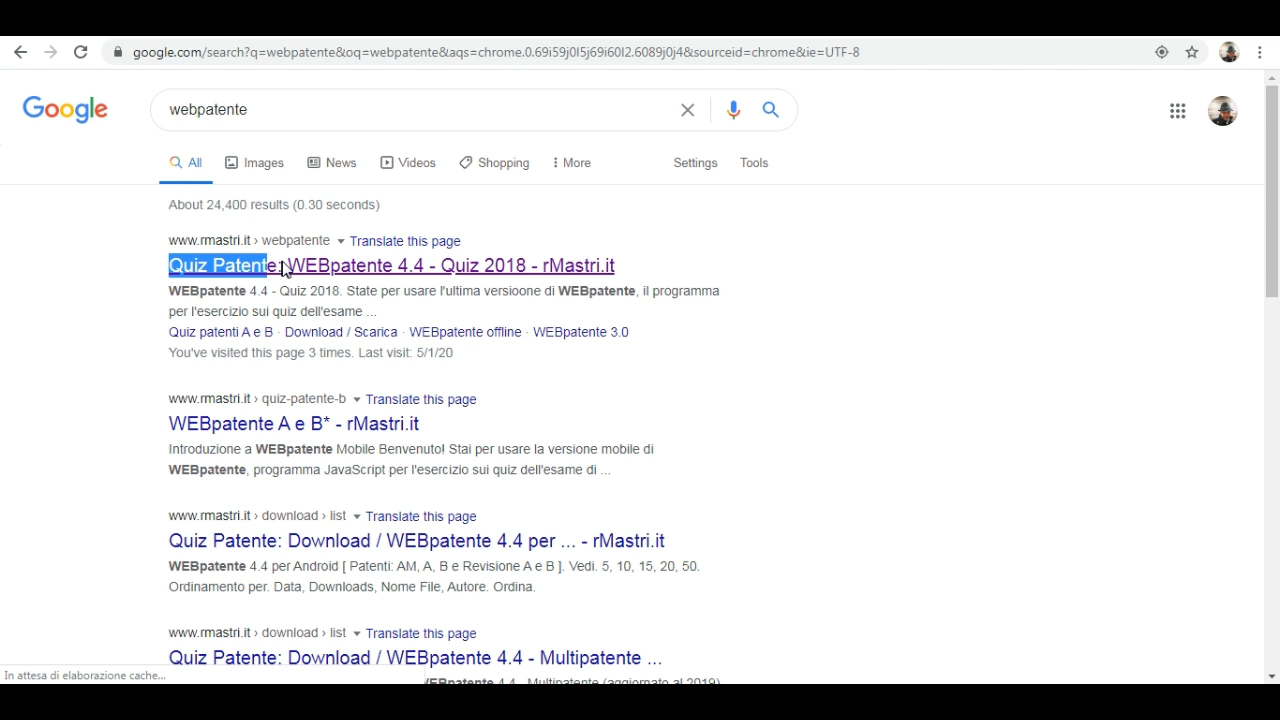 google.com/search?q=webpatente&oq=webpatente&aqs=chrome.0.69i59j0l5j69i60l2.6089j0j4&sourceid=chrome&ie=UTF-8
Google
webpatente
All Images News Videos Shopping More Settings Tools
About 24,400 results (0.30 seconds)
www.rmastri.it › webpatente Translate this page
Quiz Patente: WEBpatente 4.4 - Quiz 2018 - rMastri.it
WEBpatente 4.4 - Quiz 2018. State per usare l'ultima versioone di WEBpatente, il programma
per l'esercizio sui quiz dell'esame ...
Quiz patenti A e B · Download / Scarica · WEBpatente offline · WEBpatente 3.0
You've visited this page 3 times. Last visit: 5/1/20
www.rmastri.it › quiz-patente-b Translate this page
WEBpatente A e B* - rMastri.it
Introduzione a WEBpatente Mobile Benvenuto! Stai per usare la versione mobile di
WEBpatente, programma JavaScript per l'esercizio sui quiz dell'esame di ...
www.rmastri.it › download › list Translate this page
Quiz Patente: Download / WEBpatente 4.4 per ... - rMastri.it
WEBpatente 4.4 per Android [ Patenti: AM, A, B e Revisione A e B ]. Vedi. 5, 10, 15, 20, 50.
Ordinamento per. Data, Downloads, Nome File, Autore. Ordina.
www.rmastri.it › download › list Translate this page
Quiz Patente: Download / WEBpatente 4.4 - Multipatente ...
In attesa di elaborazione cache...
WEBpatente 4.4 - Multipatente (aggiornato al 2019)